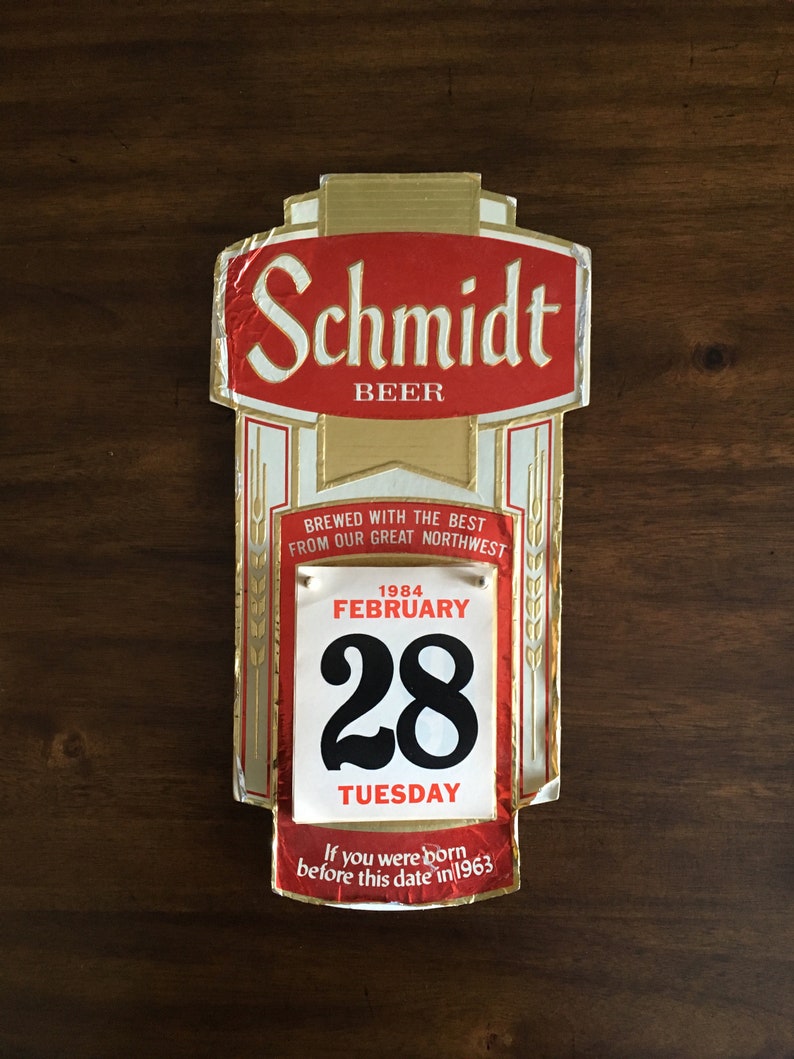 Schmidt
BEER
BREWED WITH THE BEST
FROM OUR GREAT NORTHWEST
1984
FEBRUARY
28
TUESDAY
If you were born
before this date in 1963